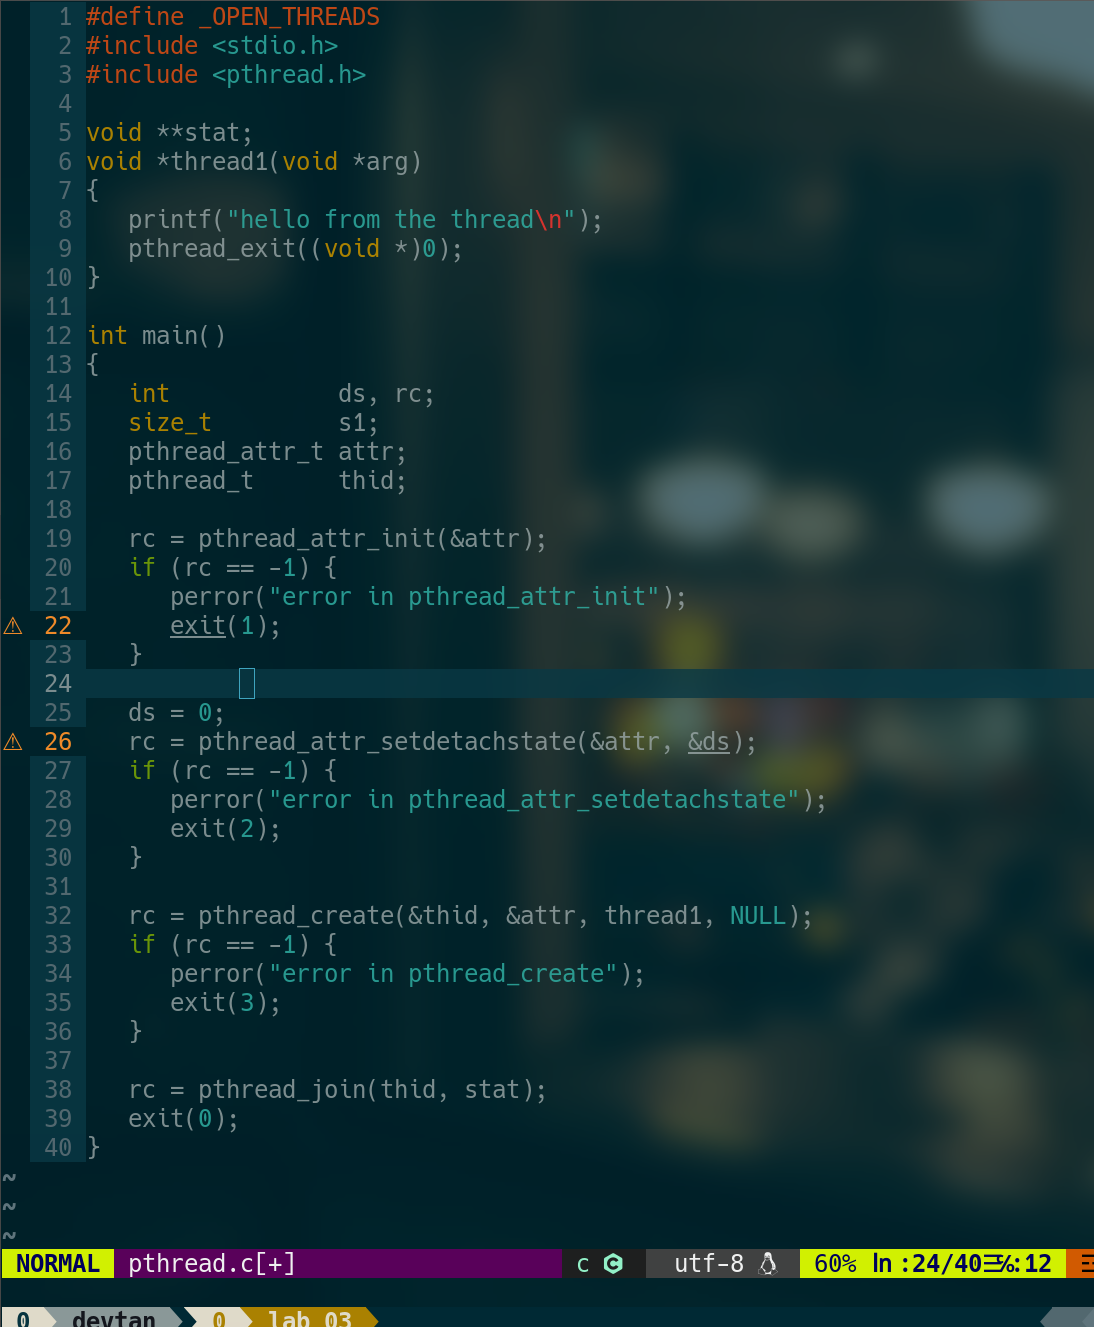 1 #define _OPEN_THREADS
2 #include <stdio.h>
3 #include <pthread.h>
4
5 void **stat;
6 void *thread1(void *arg)
7 {
8    printf("hello from the thread\n");
9    pthread_exit((void *)0);
10 }
11
12 int main()
13 {
14    int            ds, rc;
15    size_t         s1;
16    pthread_attr_t attr;
17    pthread_t      thid;
18
19    rc = pthread_attr_init(&attr);
20    if (rc == -1) {
21       perror("error in pthread_attr_init");
⚠ 22       exit(1);
23    }
24
25    ds = 0;
⚠ 26    rc = pthread_attr_setdetachstate(&attr, &ds);
27    if (rc == -1) {
28       perror("error in pthread_attr_setdetachstate");
29       exit(2);
30    }
31
32    rc = pthread_create(&thid, &attr, thread1, NULL);
33    if (rc == -1) {
34       perror("error in pthread_create");
35       exit(3);
36    }
37
38    rc = pthread_join(thid, stat);
39    exit(0);
40 }
~
~
~
NORMAL pthread.c[+] c utf-8 60% ln :24/40☰℅:12
0 devtan 0 lab 03